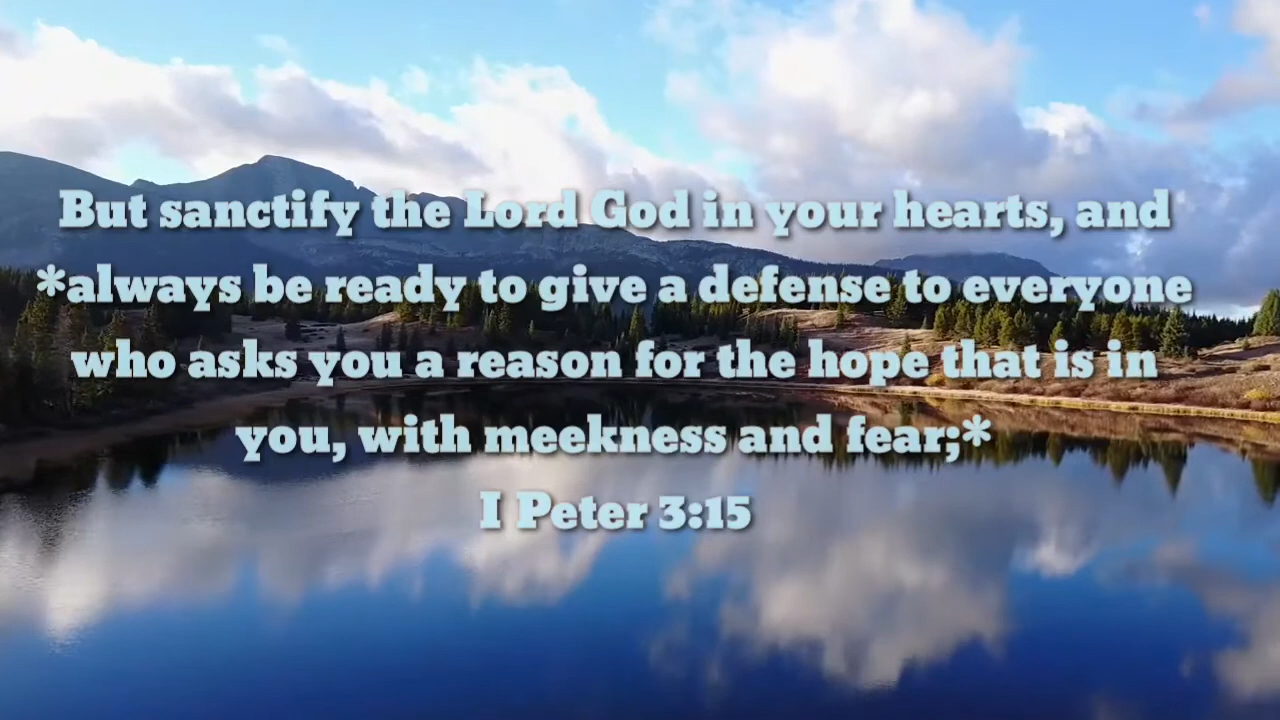 But sanctify the Lord God in your hearts, and
*always be ready to give a defense to everyone
who asks you a reason for the hope that is in
you, with meekness and fear;*
I Peter 3:15